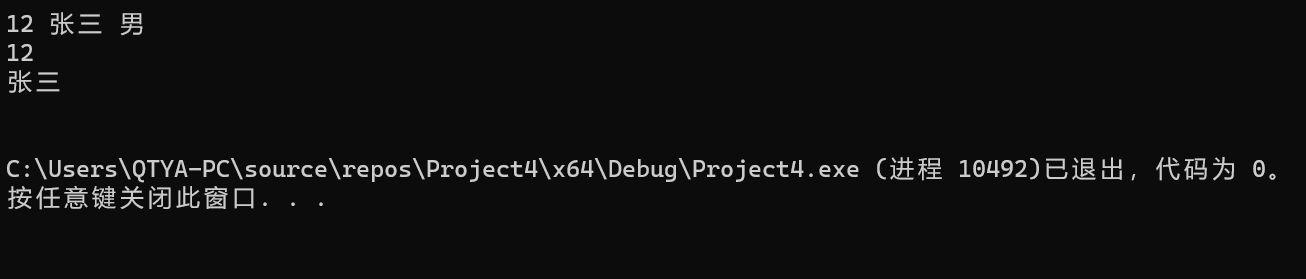 12 张三 男
12
张三
C:\Users\QTYA-PC\source\repos\Project4\x64\Debug\Project4.exe (进程 10492)已退出，代码为 0。
按任意键关闭此窗口. . .